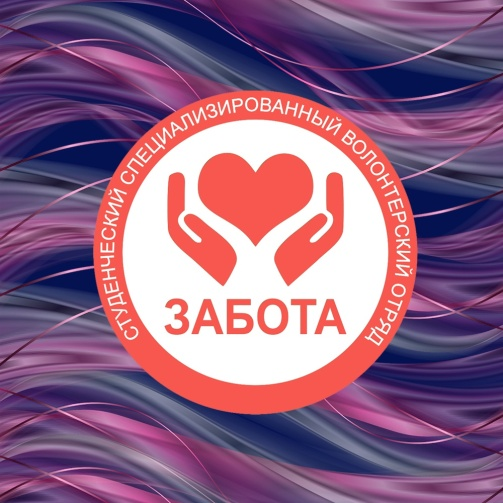 СТУДЕНЧЕСКИЙ СПЕЦИАЛИЗИРОВАННЫЙ ВОЛОНТЕРСКИЙ ОТРЯД
ЗАБОТА